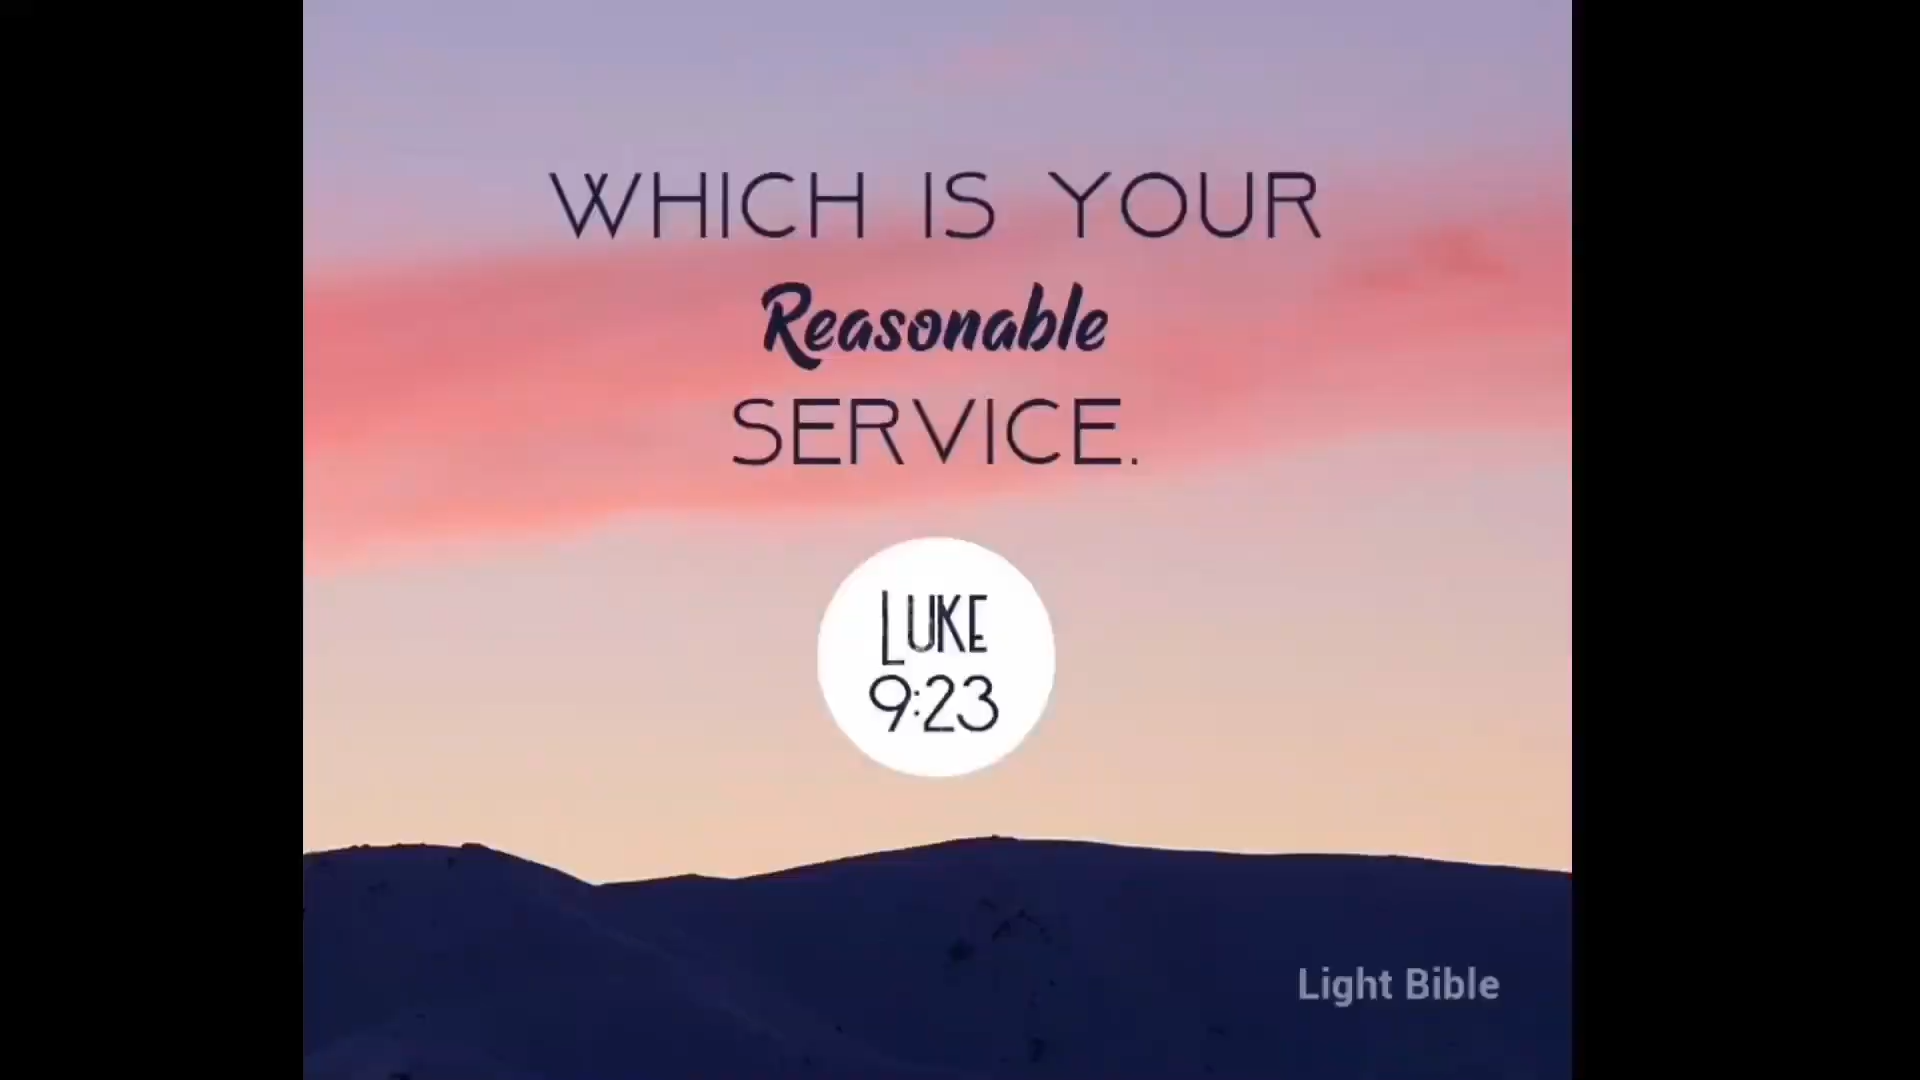 WHICH IS YOUR
Reasonable
SERVICE.
LUKE
9:23
Light Bible